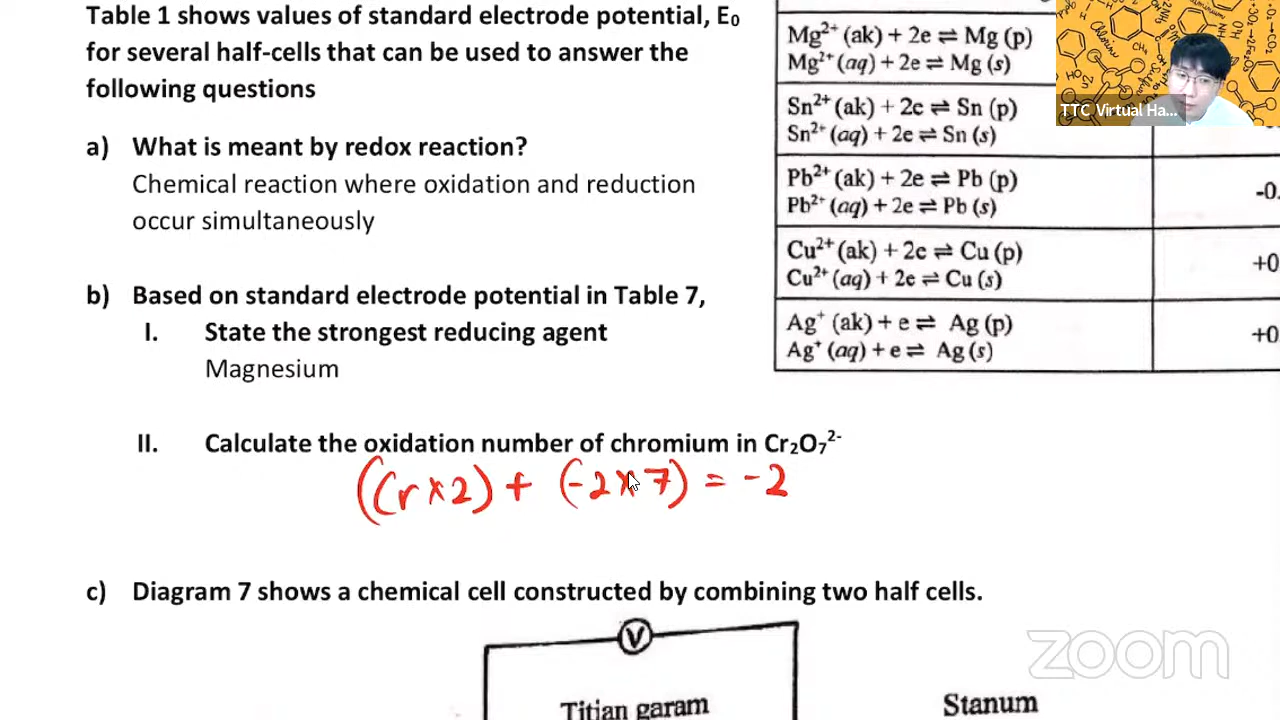 Table 1 shows values of standard electrode potential, E₀
for several half-cells that can be used to answer the
following questions
a) What is meant by redox reaction?
Chemical reaction where oxidation and reduction
occur simultaneously
b) Based on standard electrode potential in Table 7,
I. State the strongest reducing agent
Magnesium
II. Calculate the oxidation number of chromium in Cr₂O₇²⁻
(Cr×2) + (-2×7) = -2
c) Diagram 7 shows a chemical cell constructed by combining two half cells.
V
Titian garam
Stanum
Mg²⁺ (ak) + 2e ⇌ Mg (p)
Mg²⁺ (aq) + 2e ⇌ Mg (s)
Sn²⁺ (ak) + 2e ⇌ Sn (p)
Sn²⁺ (aq) + 2e ⇌ Sn (s)
Pb²⁺ (ak) + 2e ⇌ Pb (p)
Pb²⁺ (aq) + 2e ⇌ Pb (s)
-0.
Cu²⁺ (ak) + 2e ⇌ Cu (p)
Cu²⁺ (aq) + 2e ⇌ Cu (s)
+0
Ag⁺ (ak) + e ⇌ Ag (p)
Ag⁺ (aq) + e ⇌ Ag (s)
+0
TTC Virtual Ha...
zoom